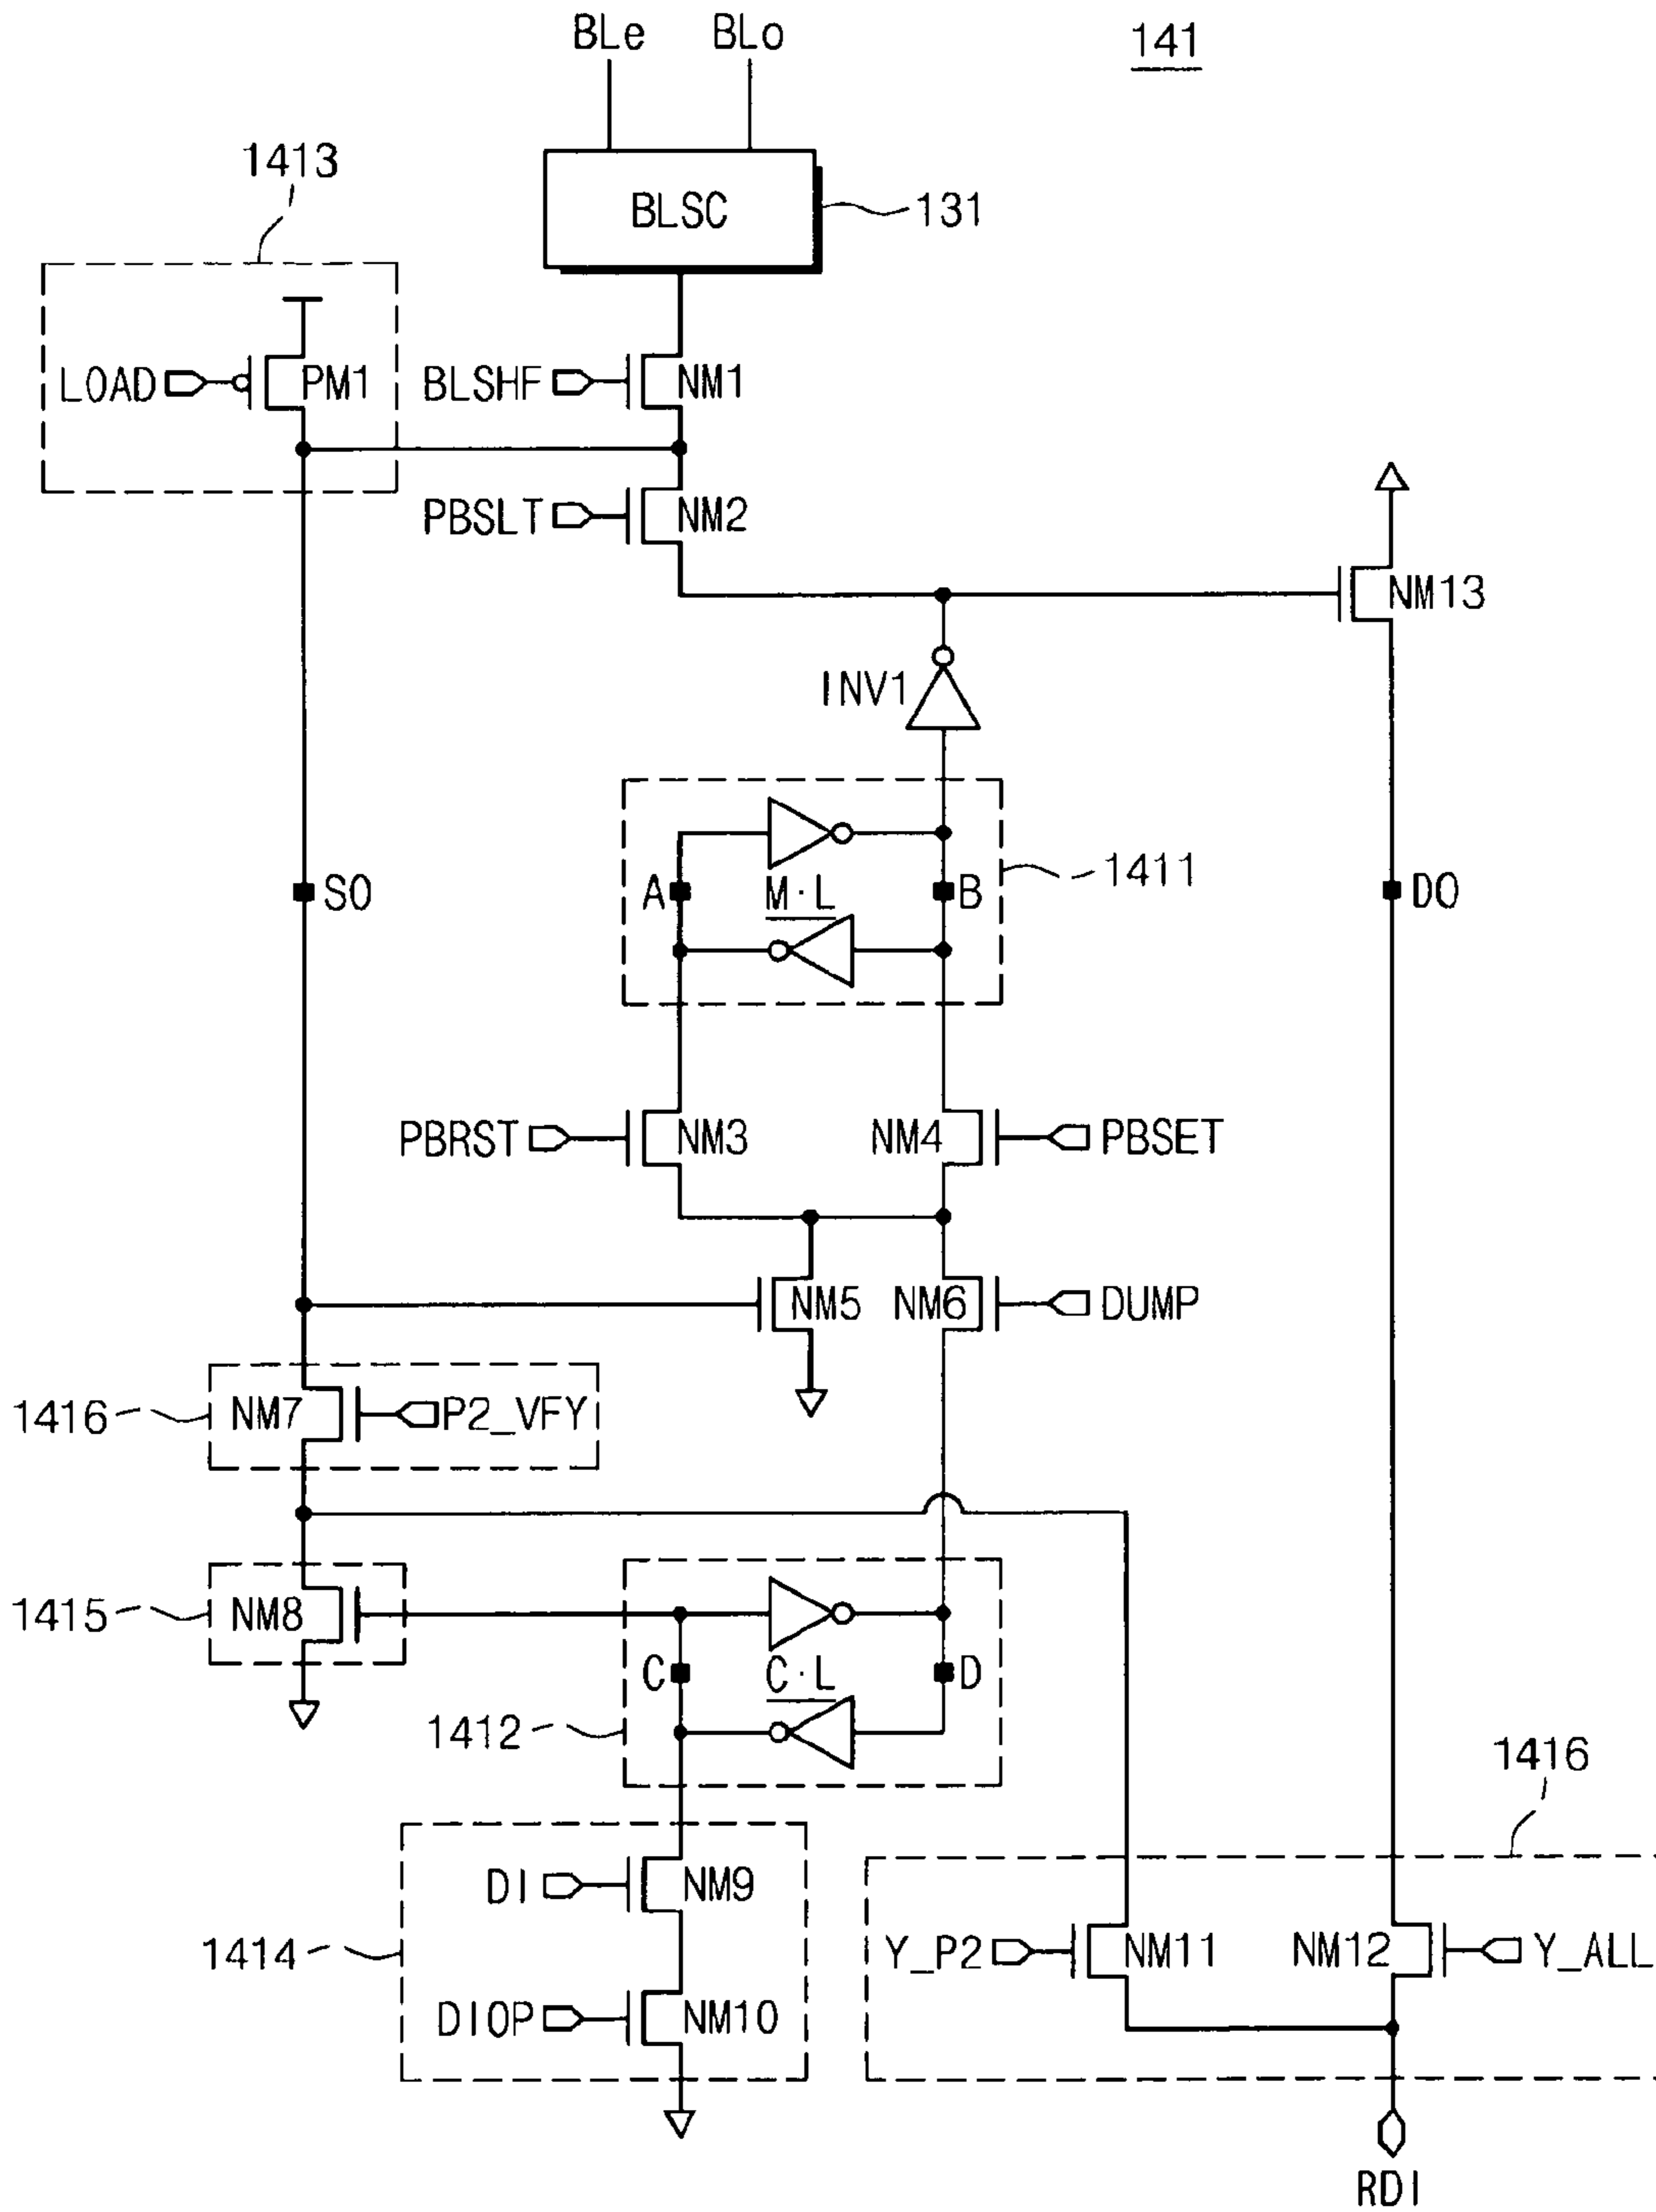 BLe BLo 141
1413
BLSC 131
LOAD PM1 BLSHF NM1
PBSLT NM2
NM13
INV1
A M·L B 1411
SO DO
PBRST NM3 NM4 PBSET
NM5 NM6 DUMP
1416 NM7 P2_VFY
1415 NM8
C C·L D
1412
1416
DI NM9
1414 Y_P2 NM11 NM12 Y_ALL
DIOP NM10
RDI